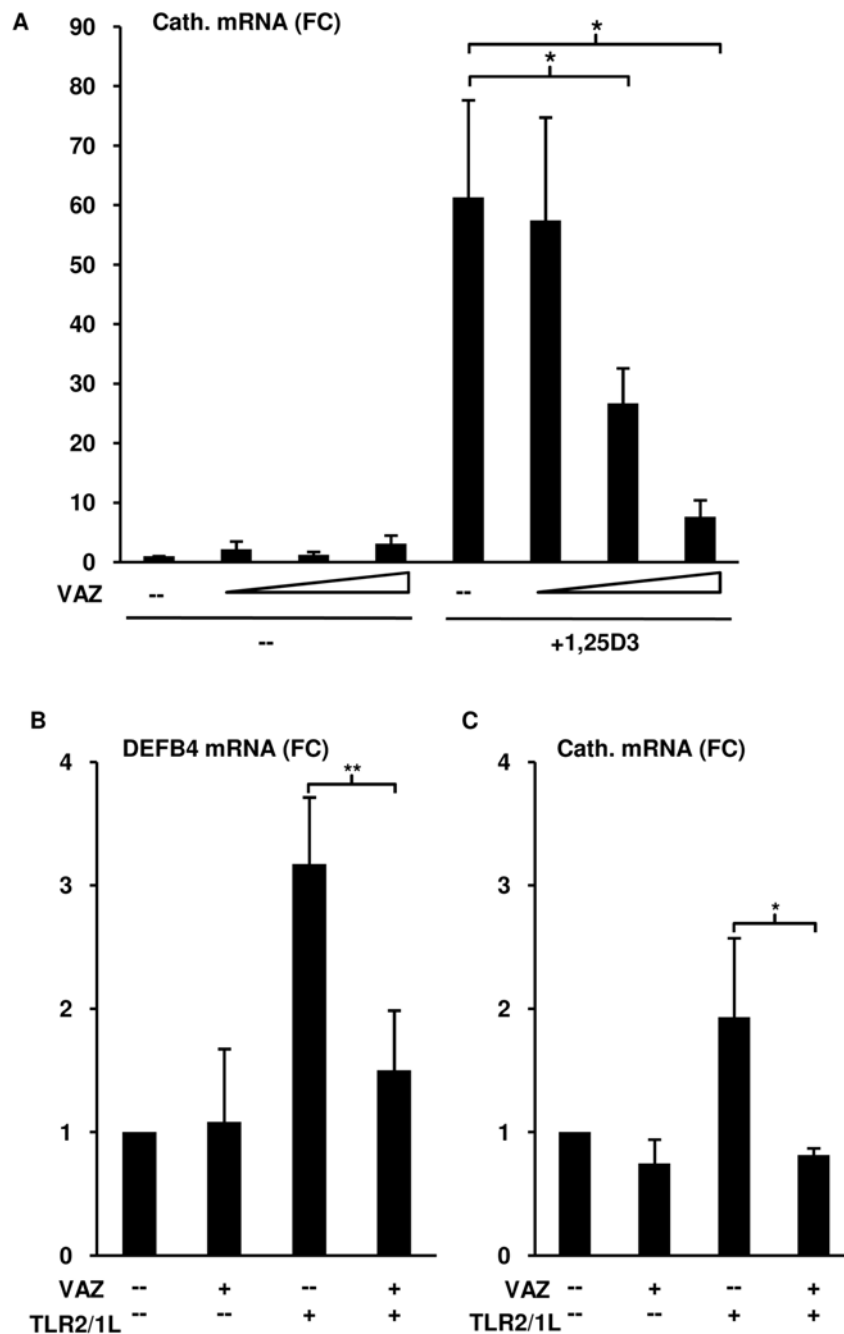 A
Cath. mRNA (FC)
90
80
70
60
50
40
30
20
10
0
*
*
VAZ -- --
-- +1,25D3
B
DEFB4 mRNA (FC)
4
3
2
1
0
**
VAZ -- + -- +
TLR2/1L -- -- + +
C
Cath. mRNA (FC)
4
3
2
1
0
*
VAZ -- + -- +
TLR2/1L -- -- + +